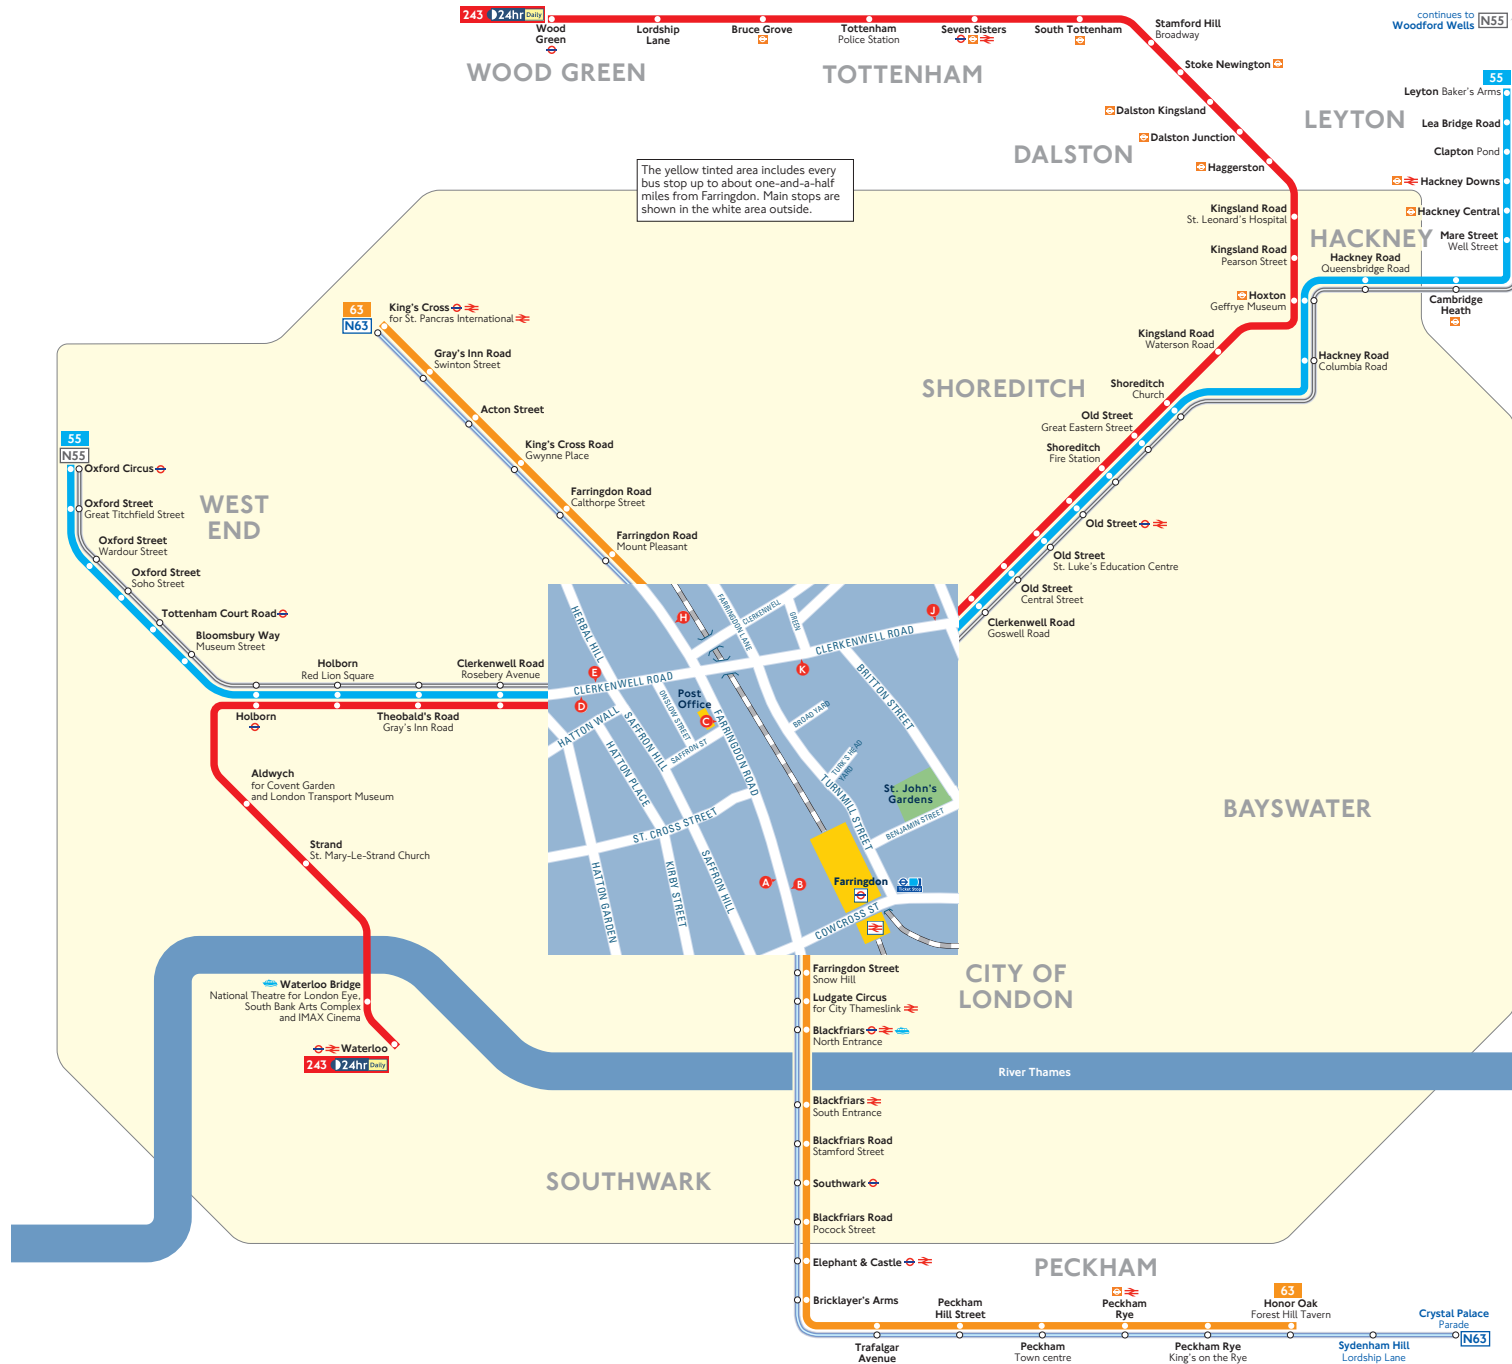 243 24hr Daily
Wood
Green
Lordship
Lane
Bruce Grove
Tottenham
Police Station
Seven Sisters
South Tottenham
Stamford Hill
Broadway
continues to
Woodford Wells N55
WOOD GREEN
TOTTENHAM
Stoke Newington
55
Leyton Baker's Arms
Dalston Kingsland
LEYTON
Lea Bridge Road
Dalston Junction
DALSTON
Clapton Pond
Haggerston
Hackney Downs
The yellow tinted area includes every
bus stop up to about one-and-a-half
miles from Farringdon. Main stops are
shown in the white area outside.
Kingsland Road
St. Leonard's Hospital
Hackney Central
HACKNEY
Mare Street
Well Street
Kingsland Road
Pearson Street
Hackney Road
Queensbridge Road
Hoxton
Geffrye Museum
Cambridge
Heath
63
N63
King's Cross
for St. Pancras International
Kingsland Road
Waterson Road
Gray's Inn Road
Swinton Street
Hackney Road
Columbia Road
SHOREDITCH
Shoreditch
Church
Acton Street
Old Street
Great Eastern Street
King's Cross Road
Gwynne Place
Shoreditch
Fire Station
55
N55
Oxford Circus
Farringdon Road
Calthorpe Street
Oxford Street
Great Titchfield Street
WEST
END
Old Street
Farringdon Road
Mount Pleasant
Oxford Street
Wardour Street
Old Street
St. Luke's Education Centre
Oxford Street
Soho Street
Old Street
Central Street
Tottenham Court Road
Clerkenwell Road
Goswell Road
Bloomsbury Way
Museum Street
Holborn
Red Lion Square
Clerkenwell Road
Rosebery Avenue
Holborn
Theobald's Road
Gray's Inn Road
HERBAL HILL
H
FARRINGDON LANE
CLERKENWELL
GREEN
J
CLERKENWELL ROAD
E
K
CLERKENWELL ROAD
D
Post
Office
C
ONSLOW STREET
BRITTON STREET
HATTON WALL
SAFFRON HILL
SAFFRON ST
FARRINGDON ROAD
BROAD YARD
TURK'S HEAD
YARD
HATTON PLACE
TURNMILL STREET
St. John's
Gardens
BENJAMIN STREET
ST. CROSS STREET
HATTON GARDEN
KIRBY STREET
SAFFRON HILL
A
B
Farringdon
Ticket Stop
COWCROSS ST
Aldwych
for Covent Garden
and London Transport Museum
BAYSWATER
Strand
St. Mary-Le-Strand Church
Farringdon Street
Snow Hill
CITY OF
LONDON
Waterloo Bridge
National Theatre for London Eye,
South Bank Arts Complex
and IMAX Cinema
Ludgate Circus
for City Thameslink
Blackfriars
North Entrance
Waterloo
243 24hr Daily
River Thames
Blackfriars
South Entrance
Blackfriars Road
Stamford Street
SOUTHWARK
Southwark
Blackfriars Road
Pocock Street
Elephant & Castle
PECKHAM
Bricklayer's Arms
Peckham
Hill Street
Peckham
Rye
63
Honor Oak
Forest Hill Tavern
Crystal Palace
Parade
N63
Trafalgar
Avenue
Peckham
Town centre
Peckham Rye
King's on the Rye
Sydenham Hill
Lordship Lane